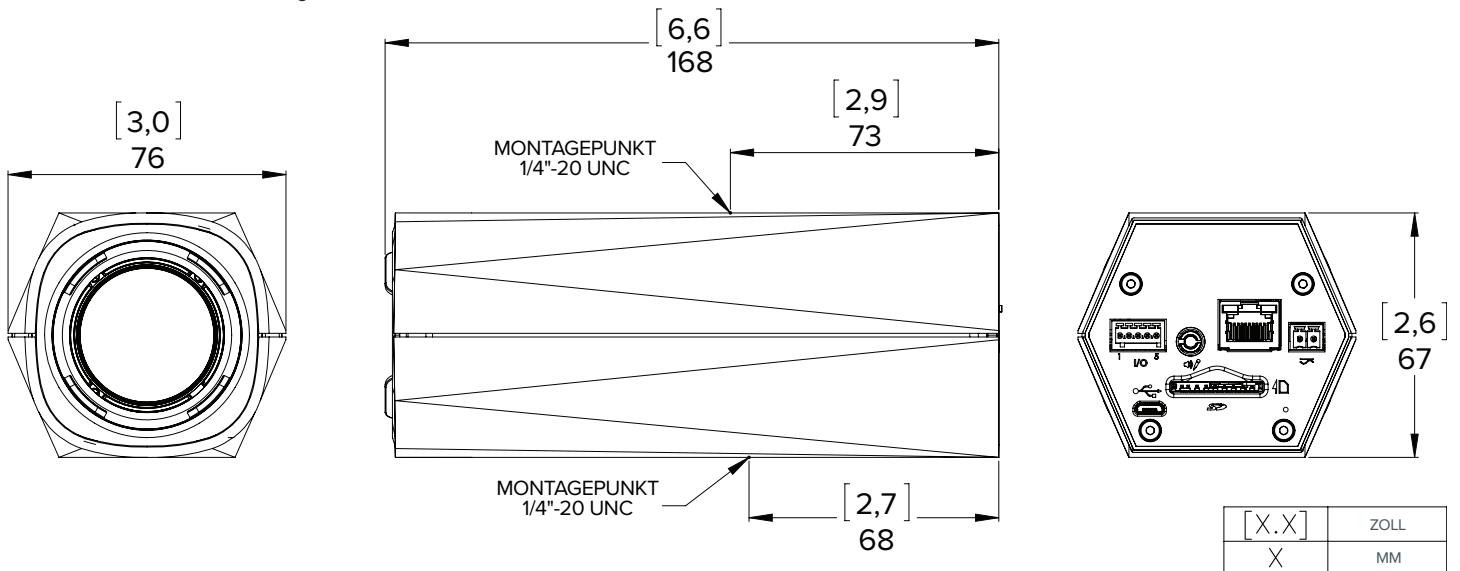 [6,6]
168
[2,9]
73
[3,0]
76
MONTAGEPUNKT
1/4"-20 UNC
[2,6]
67
1 I/O 5
MONTAGEPUNKT
1/4"-20 UNC
[2,7]
68
[X.X] ZOLL
X MM